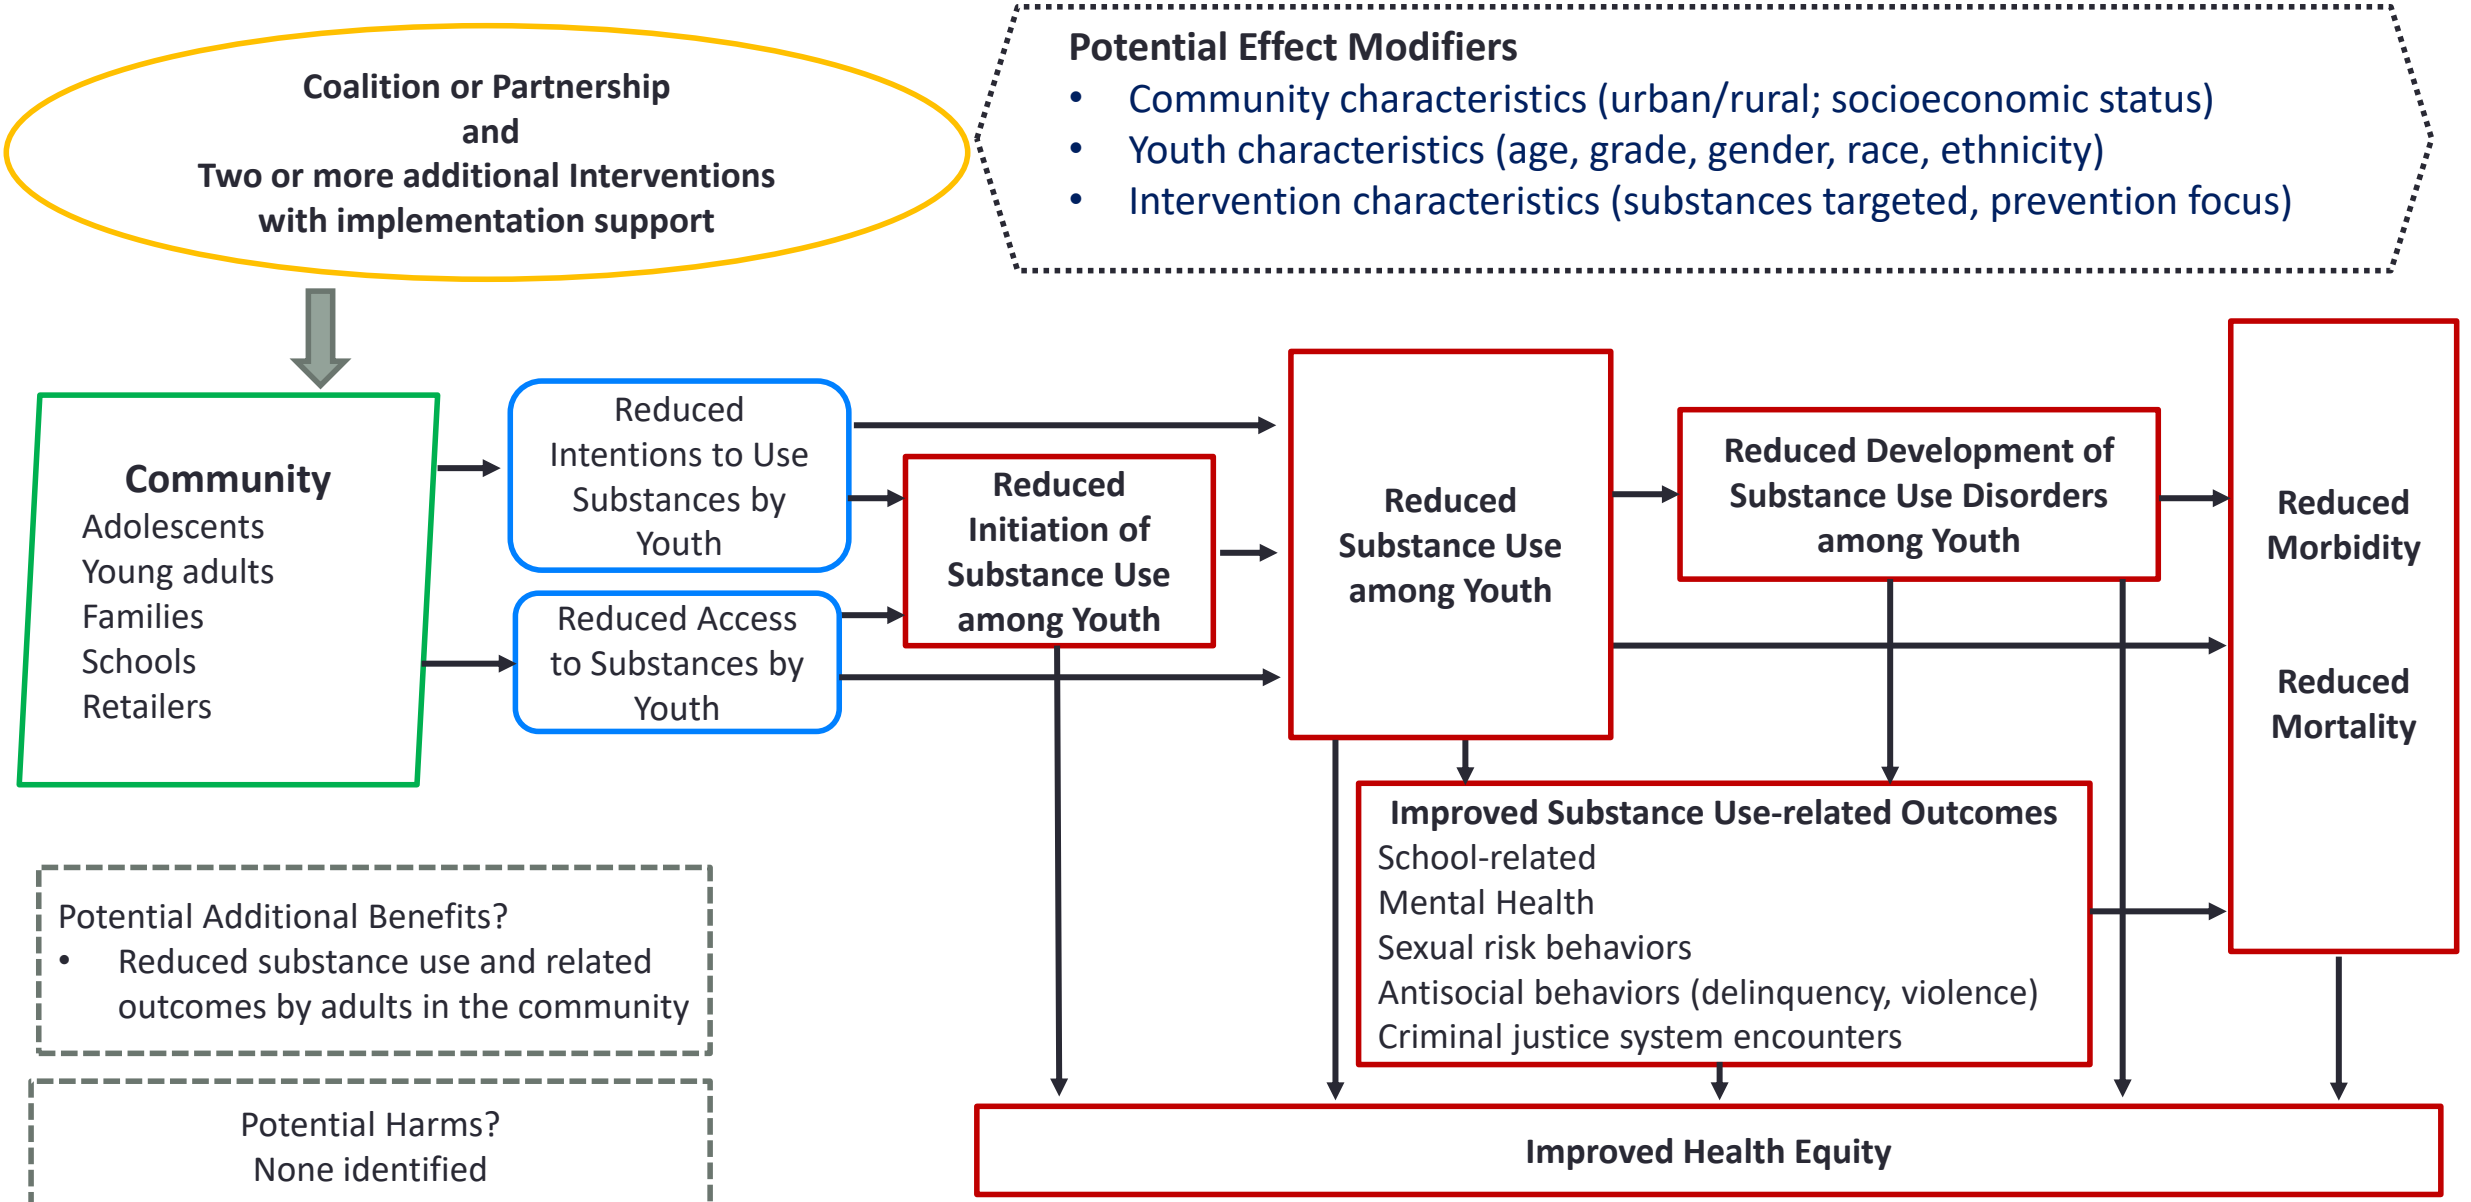 Coalition or Partnership
and
Two or more additional Interventions
with implementation support
Potential Effect Modifiers
• Community characteristics (urban/rural; socioeconomic status)
• Youth characteristics (age, grade, gender, race, ethnicity)
• Intervention characteristics (substances targeted, prevention focus)
Community
Adolescents
Young adults
Families
Schools
Retailers
Reduced
Intentions to Use
Substances by
Youth
Reduced Access
to Substances by
Youth
Reduced
Initiation of
Substance Use
among Youth
Reduced
Substance Use
among Youth
Reduced Development of
Substance Use Disorders
among Youth
Reduced
Morbidity
Reduced
Mortality
Improved Substance Use-related Outcomes
School-related
Mental Health
Sexual risk behaviors
Antisocial behaviors (delinquency, violence)
Criminal justice system encounters
Potential Additional Benefits?
• Reduced substance use and related
outcomes by adults in the community
Potential Harms?
None identified
Improved Health Equity